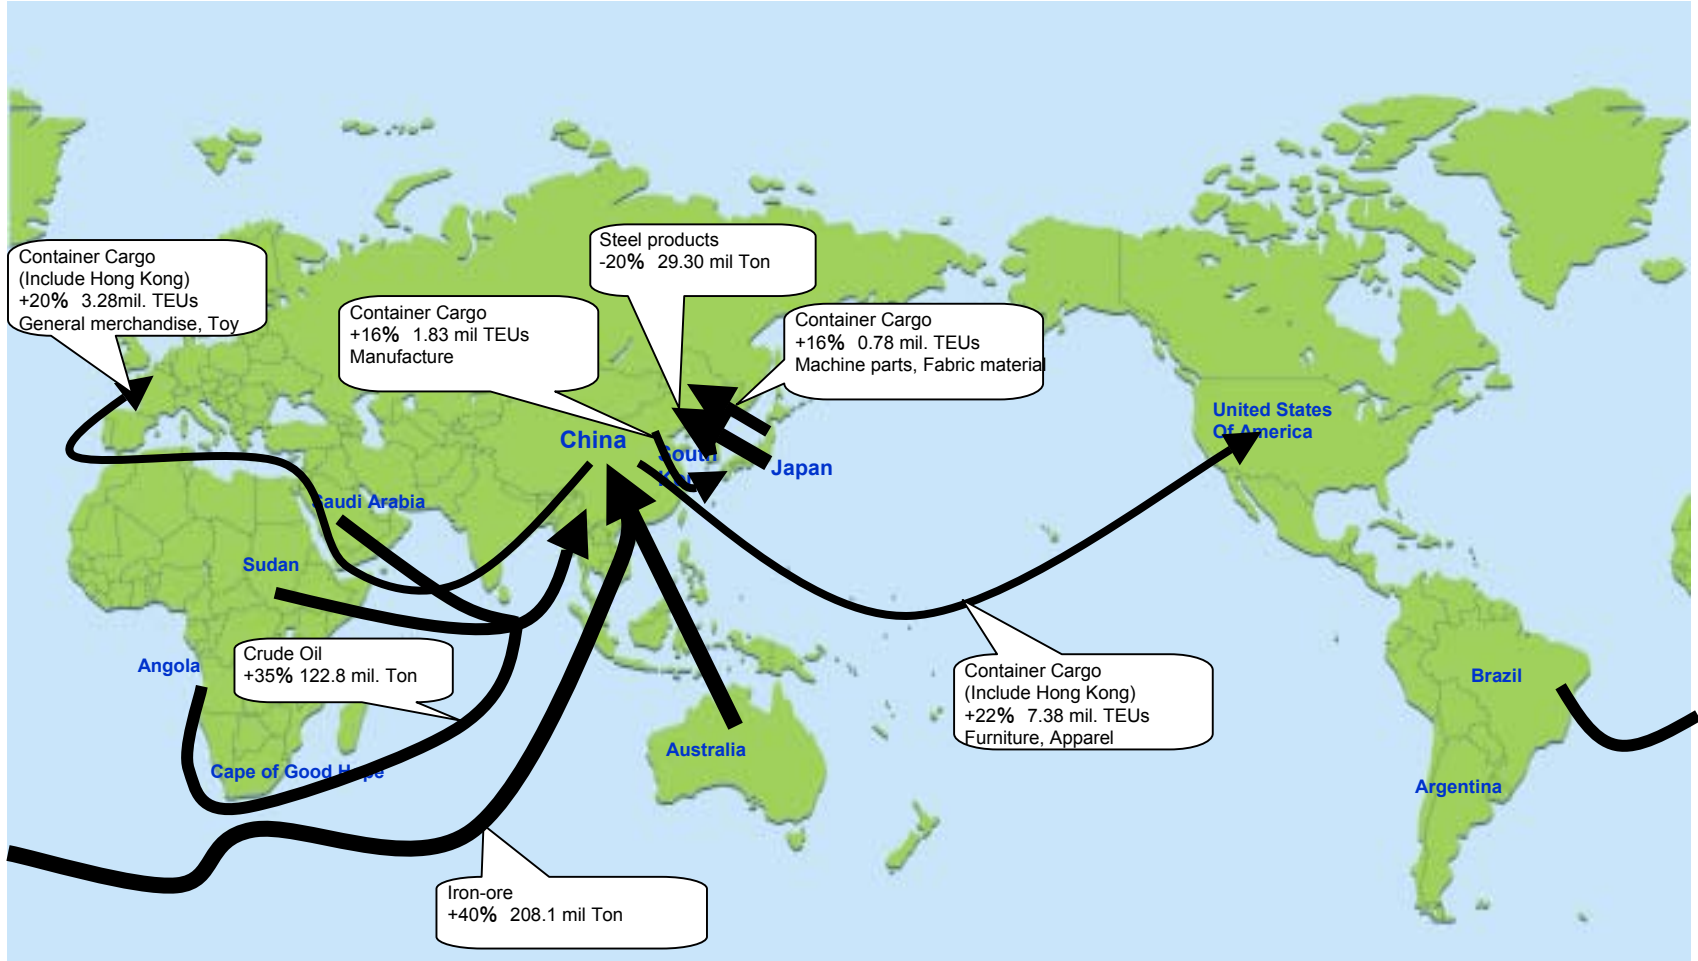 Steel products
-20% 29.30 mil Ton
Container Cargo
(Include Hong Kong)
+20% 3.28mil. TEUs
General merchandise, Toy
Container Cargo
+16% 1.83 mil TEUs
Manufacture
Container Cargo
+16% 0.78 mil. TEUs
Machine parts, Fabric material
United States
Of America
China
South
Japan
Saudi Arabia
Sudan
Crude Oil
+35% 122.8 mil. Ton
Angola
Container Cargo
(Include Hong Kong)
+22% 7.38 mil. TEUs
Furniture, Apparel
Brazil
Australia
Cape of Good Hope
Argentina
Iron-ore
+40% 208.1 mil Ton